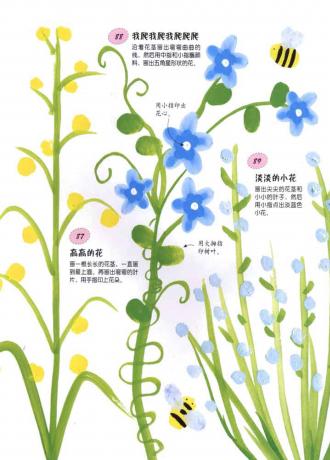 88 我爬我爬我爬爬爬
沿着花茎画出弯弯曲曲的
线,然后用中指和小指蘸颜
料,画出五角星形状的花。
用小指印出
花心。
89
淡淡的小花
画出尖尖的花茎和
小小的叶子,然后
用小指点出淡蓝色
小花。
87
高高的花
画一根长长的花茎,一直画
到最上面,再画出弯弯的叶
片,用手指印上花朵。
用大拇指
印树叶。